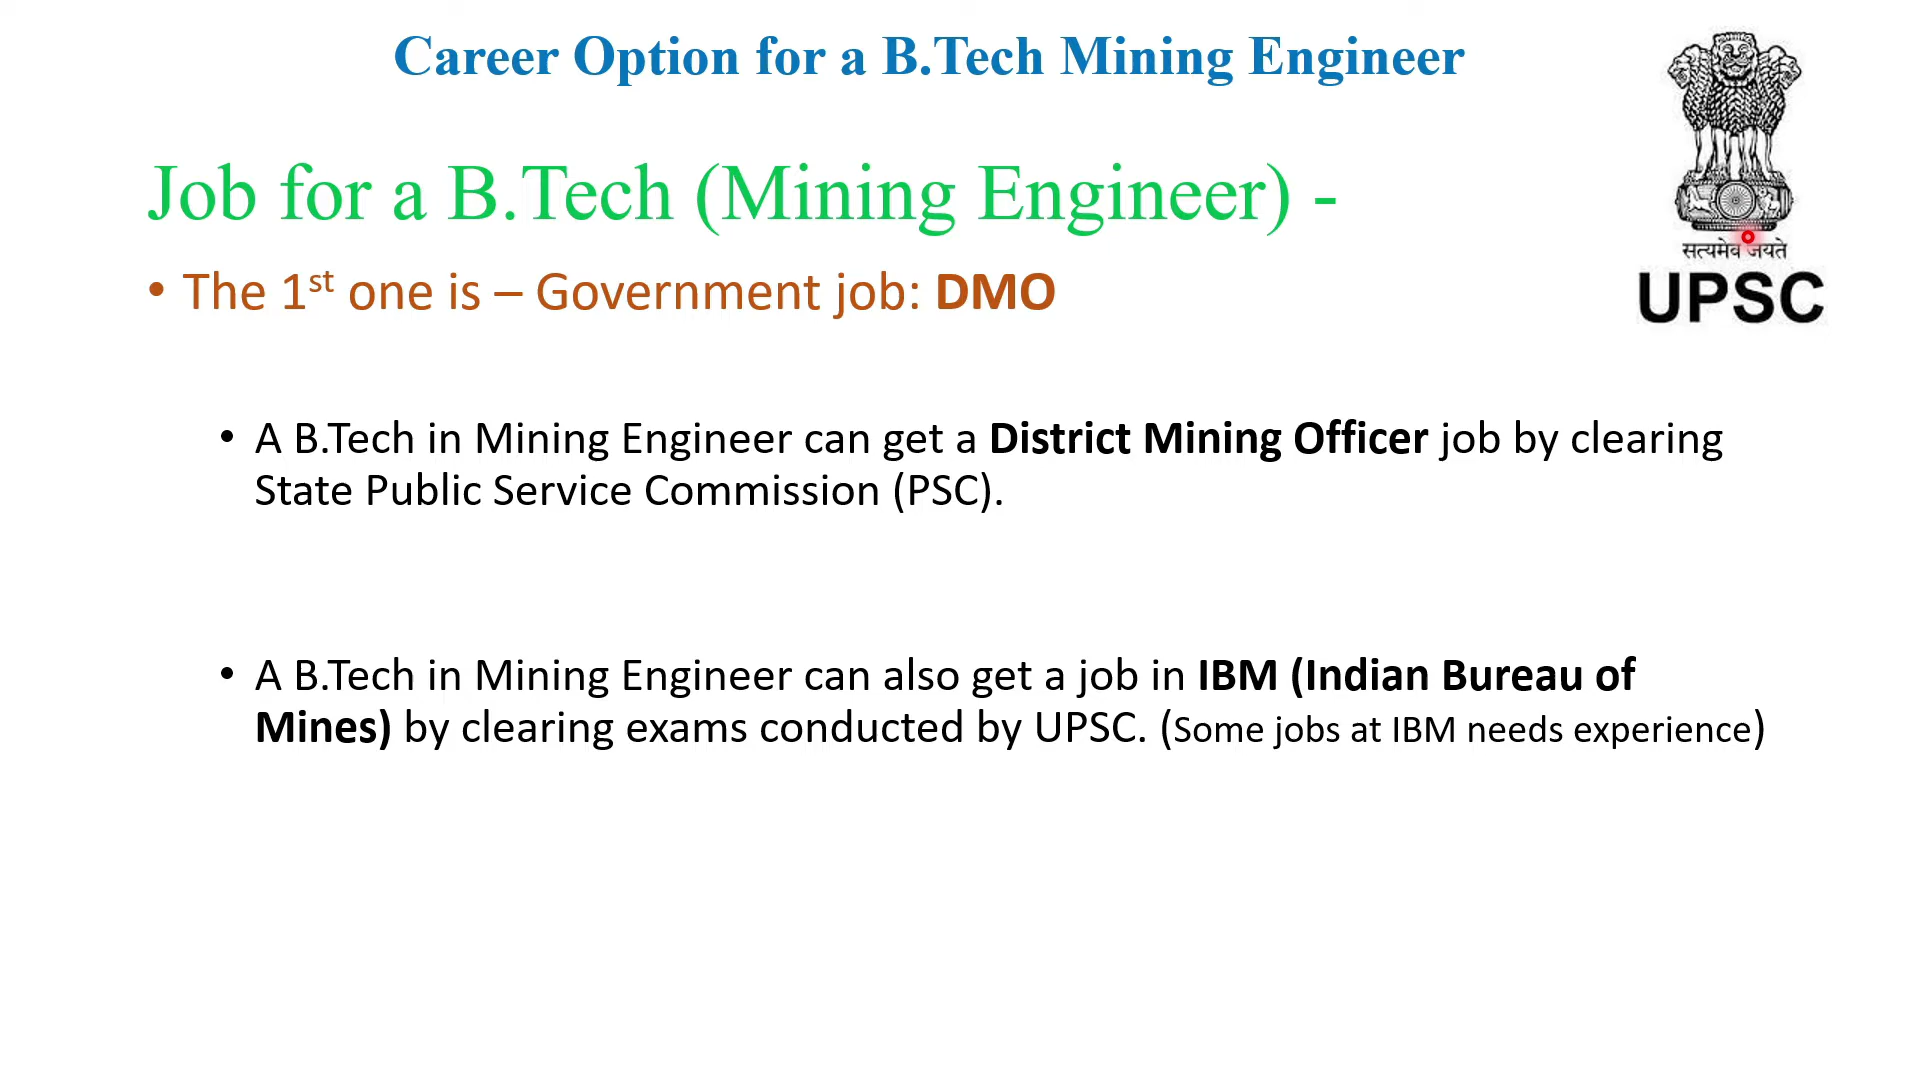 Career Option for a B.Tech Mining Engineer
Job for a B.Tech (Mining Engineer) -
सत्यमेव जयते
UPSC
• The 1st one is – Government job: DMO
• A B.Tech in Mining Engineer can get a District Mining Officer job by clearing
State Public Service Commission (PSC).
• A B.Tech in Mining Engineer can also get a job in IBM (Indian Bureau of
Mines) by clearing exams conducted by UPSC. (Some jobs at IBM needs experience)